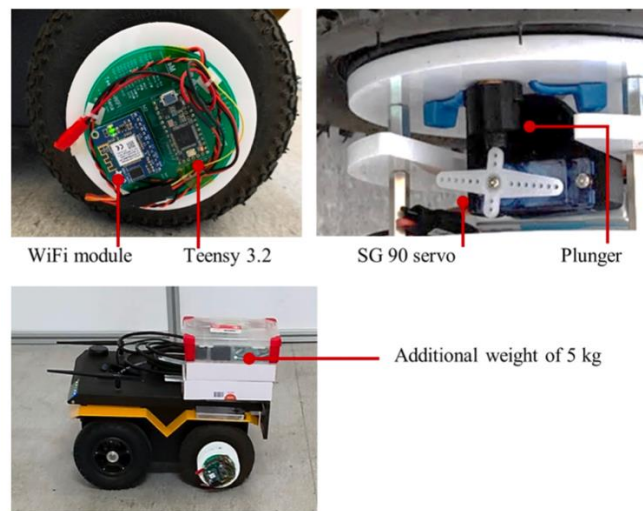 WiFi module
Teensy 3.2
SG 90 servo
Plunger
Additional weight of 5 kg